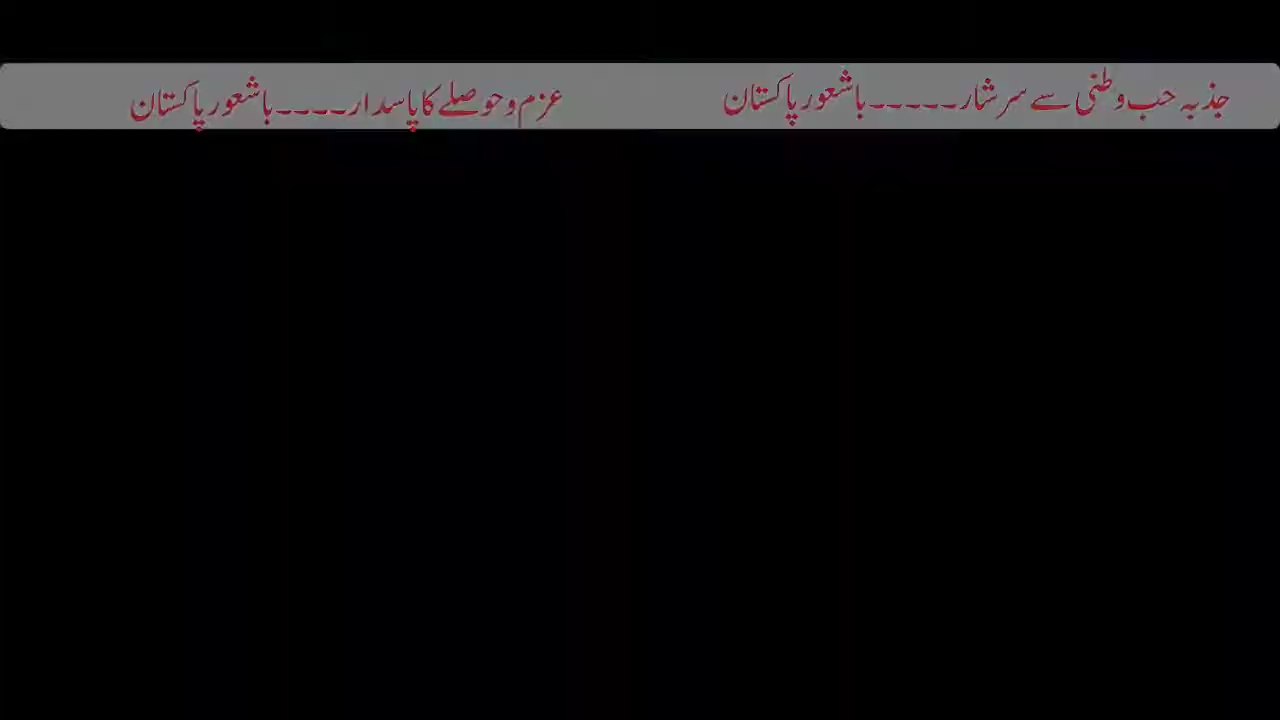 جذبہ حب وطنی سے سرشار-----باشعور پاکستان
عزم و حوصلے کا پاسدار----باشعور پاکستان